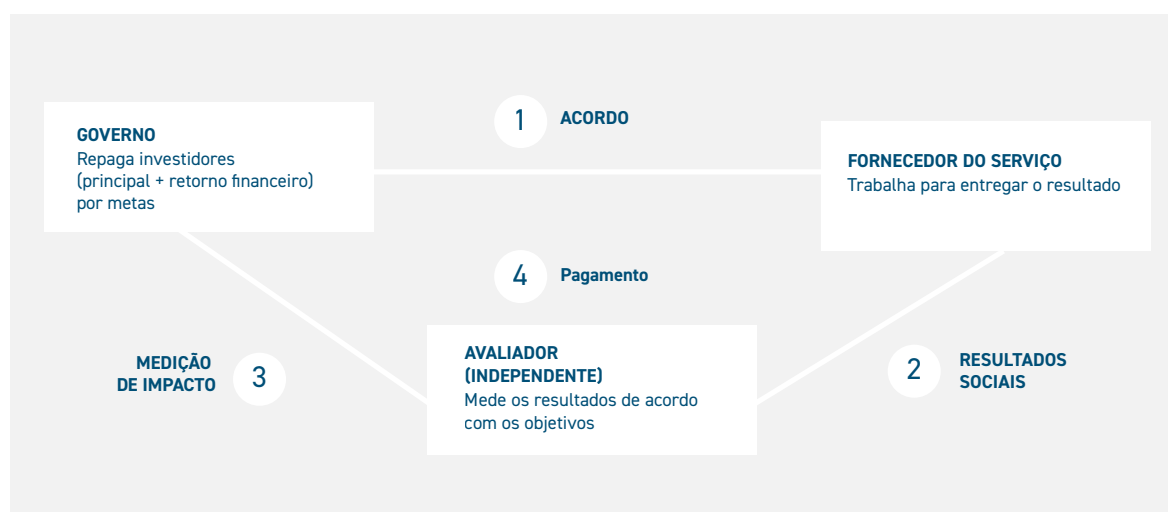 1
ACORDO
GOVERNO
Repaga investidores
(principal + retorno financeiro)
por metas
FORNECEDOR DO SERVIÇO
Trabalha para entregar o resultado
4
Pagamento
AVALIADOR
(INDEPENDENTE)
Mede os resultados de acordo
com os objetivos
MEDIÇÃO
DE IMPACTO
3
2
RESULTADOS
SOCIAIS